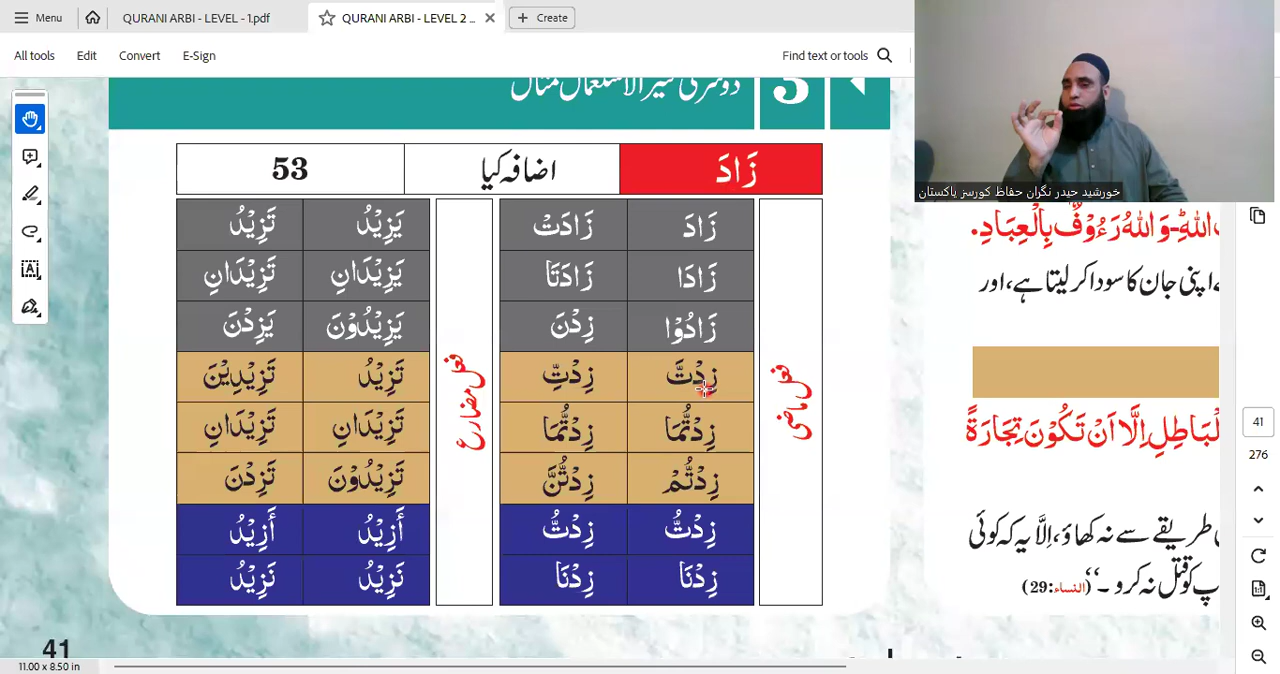 Menu
QURANI ARBI - LEVEL - 1.pdf
QURANI ARBI - LEVEL 2 ...
Create
All tools
Edit
Convert
E-Sign
Find text or tools
خورشید حیدر نگران حفاظ کورسز پاکستان
3
زَادَ اضافہ کیا 53
فعل ماضی
زَادَ زَادَتْ
زَادَا زَادَتَا
زَادُوْا زِدْنَ
زِدْتَّ زِدْتِّ
زِدْتُّمَا زِدْتُّمَا
زِدْتُّمْ زِدْتُّنَّ
زِدْتُّ زِدْتُّ
زِدْنَا زِدْنَا
فعل مضارع
يَزِيْدُ تَزِيْدُ
يَزِيْدَانِ تَزِيْدَانِ
يَزِيْدُوْنَ يَزِدْنَ
تَزِيْدُ تَزِيْدِيْنَ
تَزِيْدَانِ تَزِيْدَانِ
تَزِيْدُوْنَ تَزِدْنَ
أَزِيْدُ أَزِيْدُ
نَزِيْدُ نَزِيْدُ
اللهِ وَاللهُ رَءُوْفٌ بِالْعِبَادِ.
اپنی جان کا سودا کر لیتا ہے، اور
بِالْبَاطِلِ اِلَّا اَنْ تَكُوْنَ تِجَارَةً
طریقے سے نہ کھاؤ، اِلَّا یہ کہ کوئی
کو قتل نہ کرو۔“ (النساء:29)
41
276
41
11.00 x 8.50 in